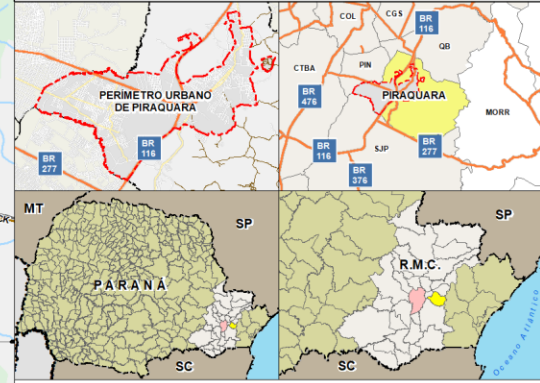 PERÍMETRO URBANO
DE PIRAQUARA
BR
116
BR
277
COL
CGS
BR
116
QB
PIN
CTBA
BR
476
PIRAQUARA
MORR
BR
116
SJP
BR
277
BR
376
MT
SP
PARANÁ
SC
SP
R.M.C.
SC
Oceano Atlântico